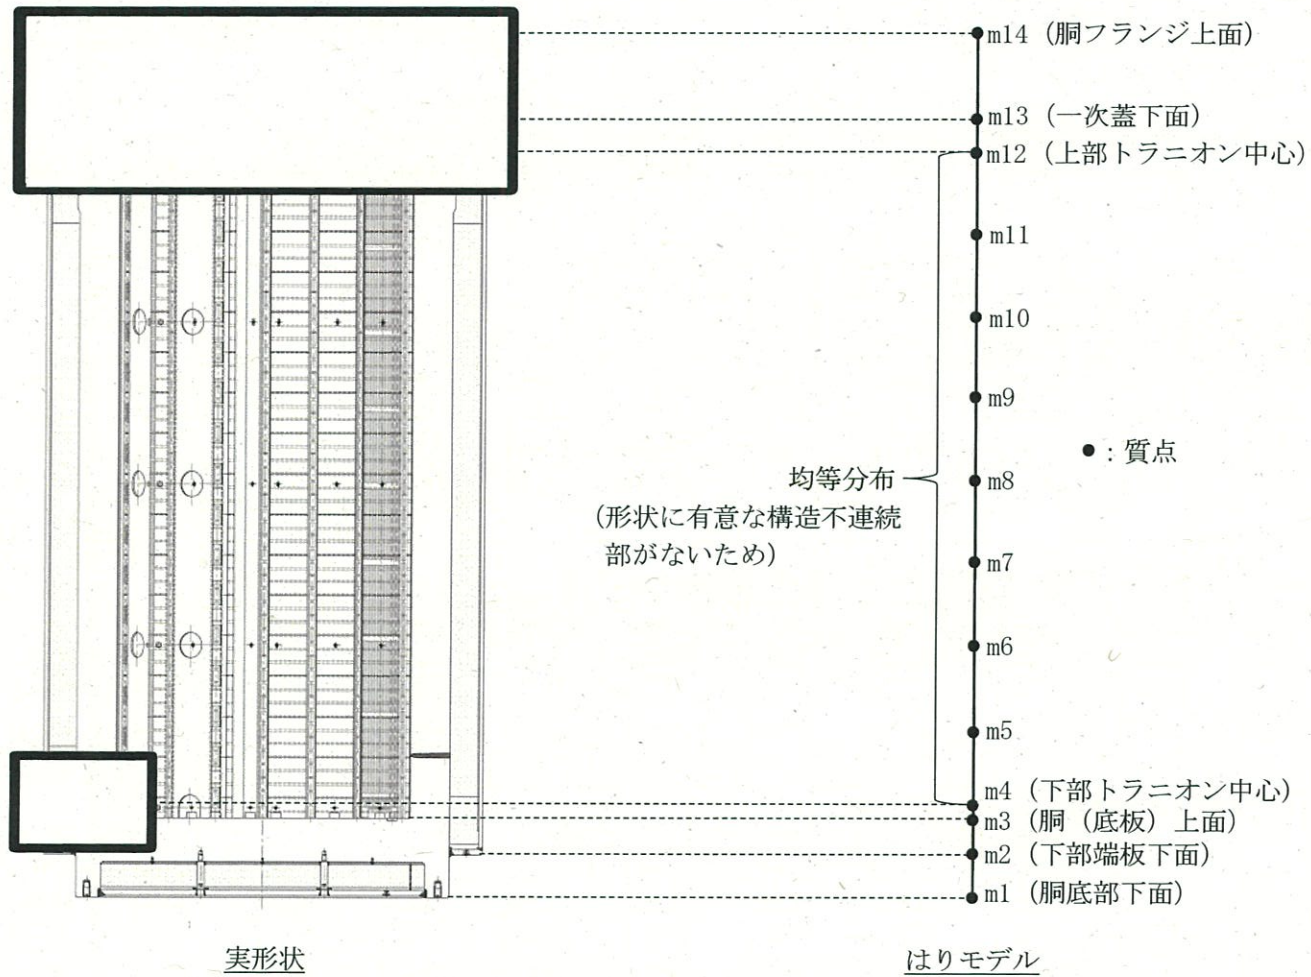 m14（胴フランジ上面）
m13（一次蓋下面）
m12（上部トラニオン中心）
m11
m10
m9
●：質点
均等分布
m8
（形状に有意な構造不連続
部がないため）
m7
m6
m5
m4（下部トラニオン中心）
m3（胴（底板）上面）
m2（下部端板下面）
m1（胴底部下面）
実形状
はりモデル